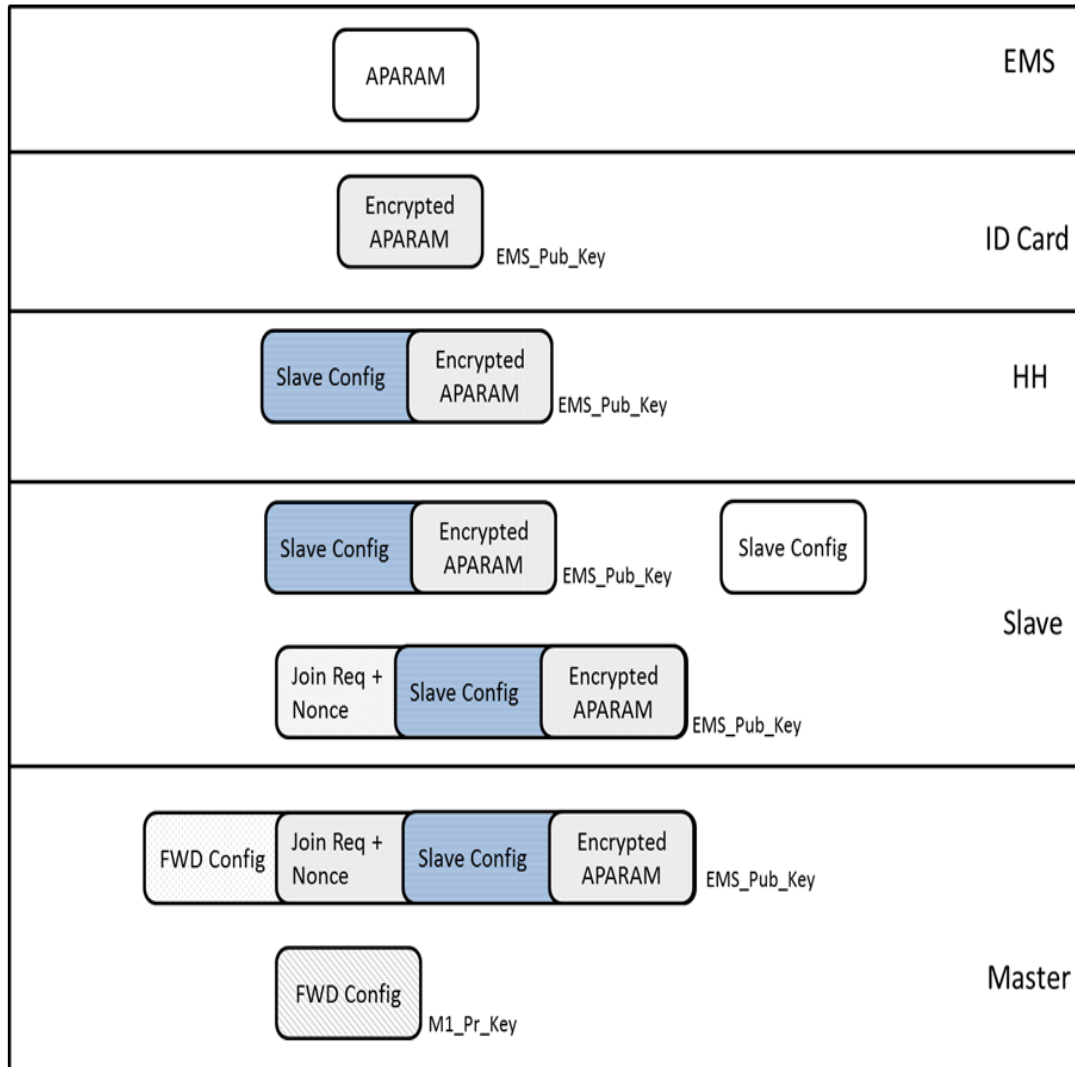 APARAM
EMS
Encrypted
APARAM
EMS_Pub_Key
ID Card
Slave Config
Encrypted
APARAM
EMS_Pub_Key
HH
Slave Config
Encrypted
APARAM
EMS_Pub_Key
Slave Config
Slave
Join Req +
Nonce
Slave Config
Encrypted
APARAM
EMS_Pub_Key
FWD Config
Join Req +
Nonce
Slave Config
Encrypted
APARAM
EMS_Pub_Key
FWD Config
M1_Pr_Key
Master